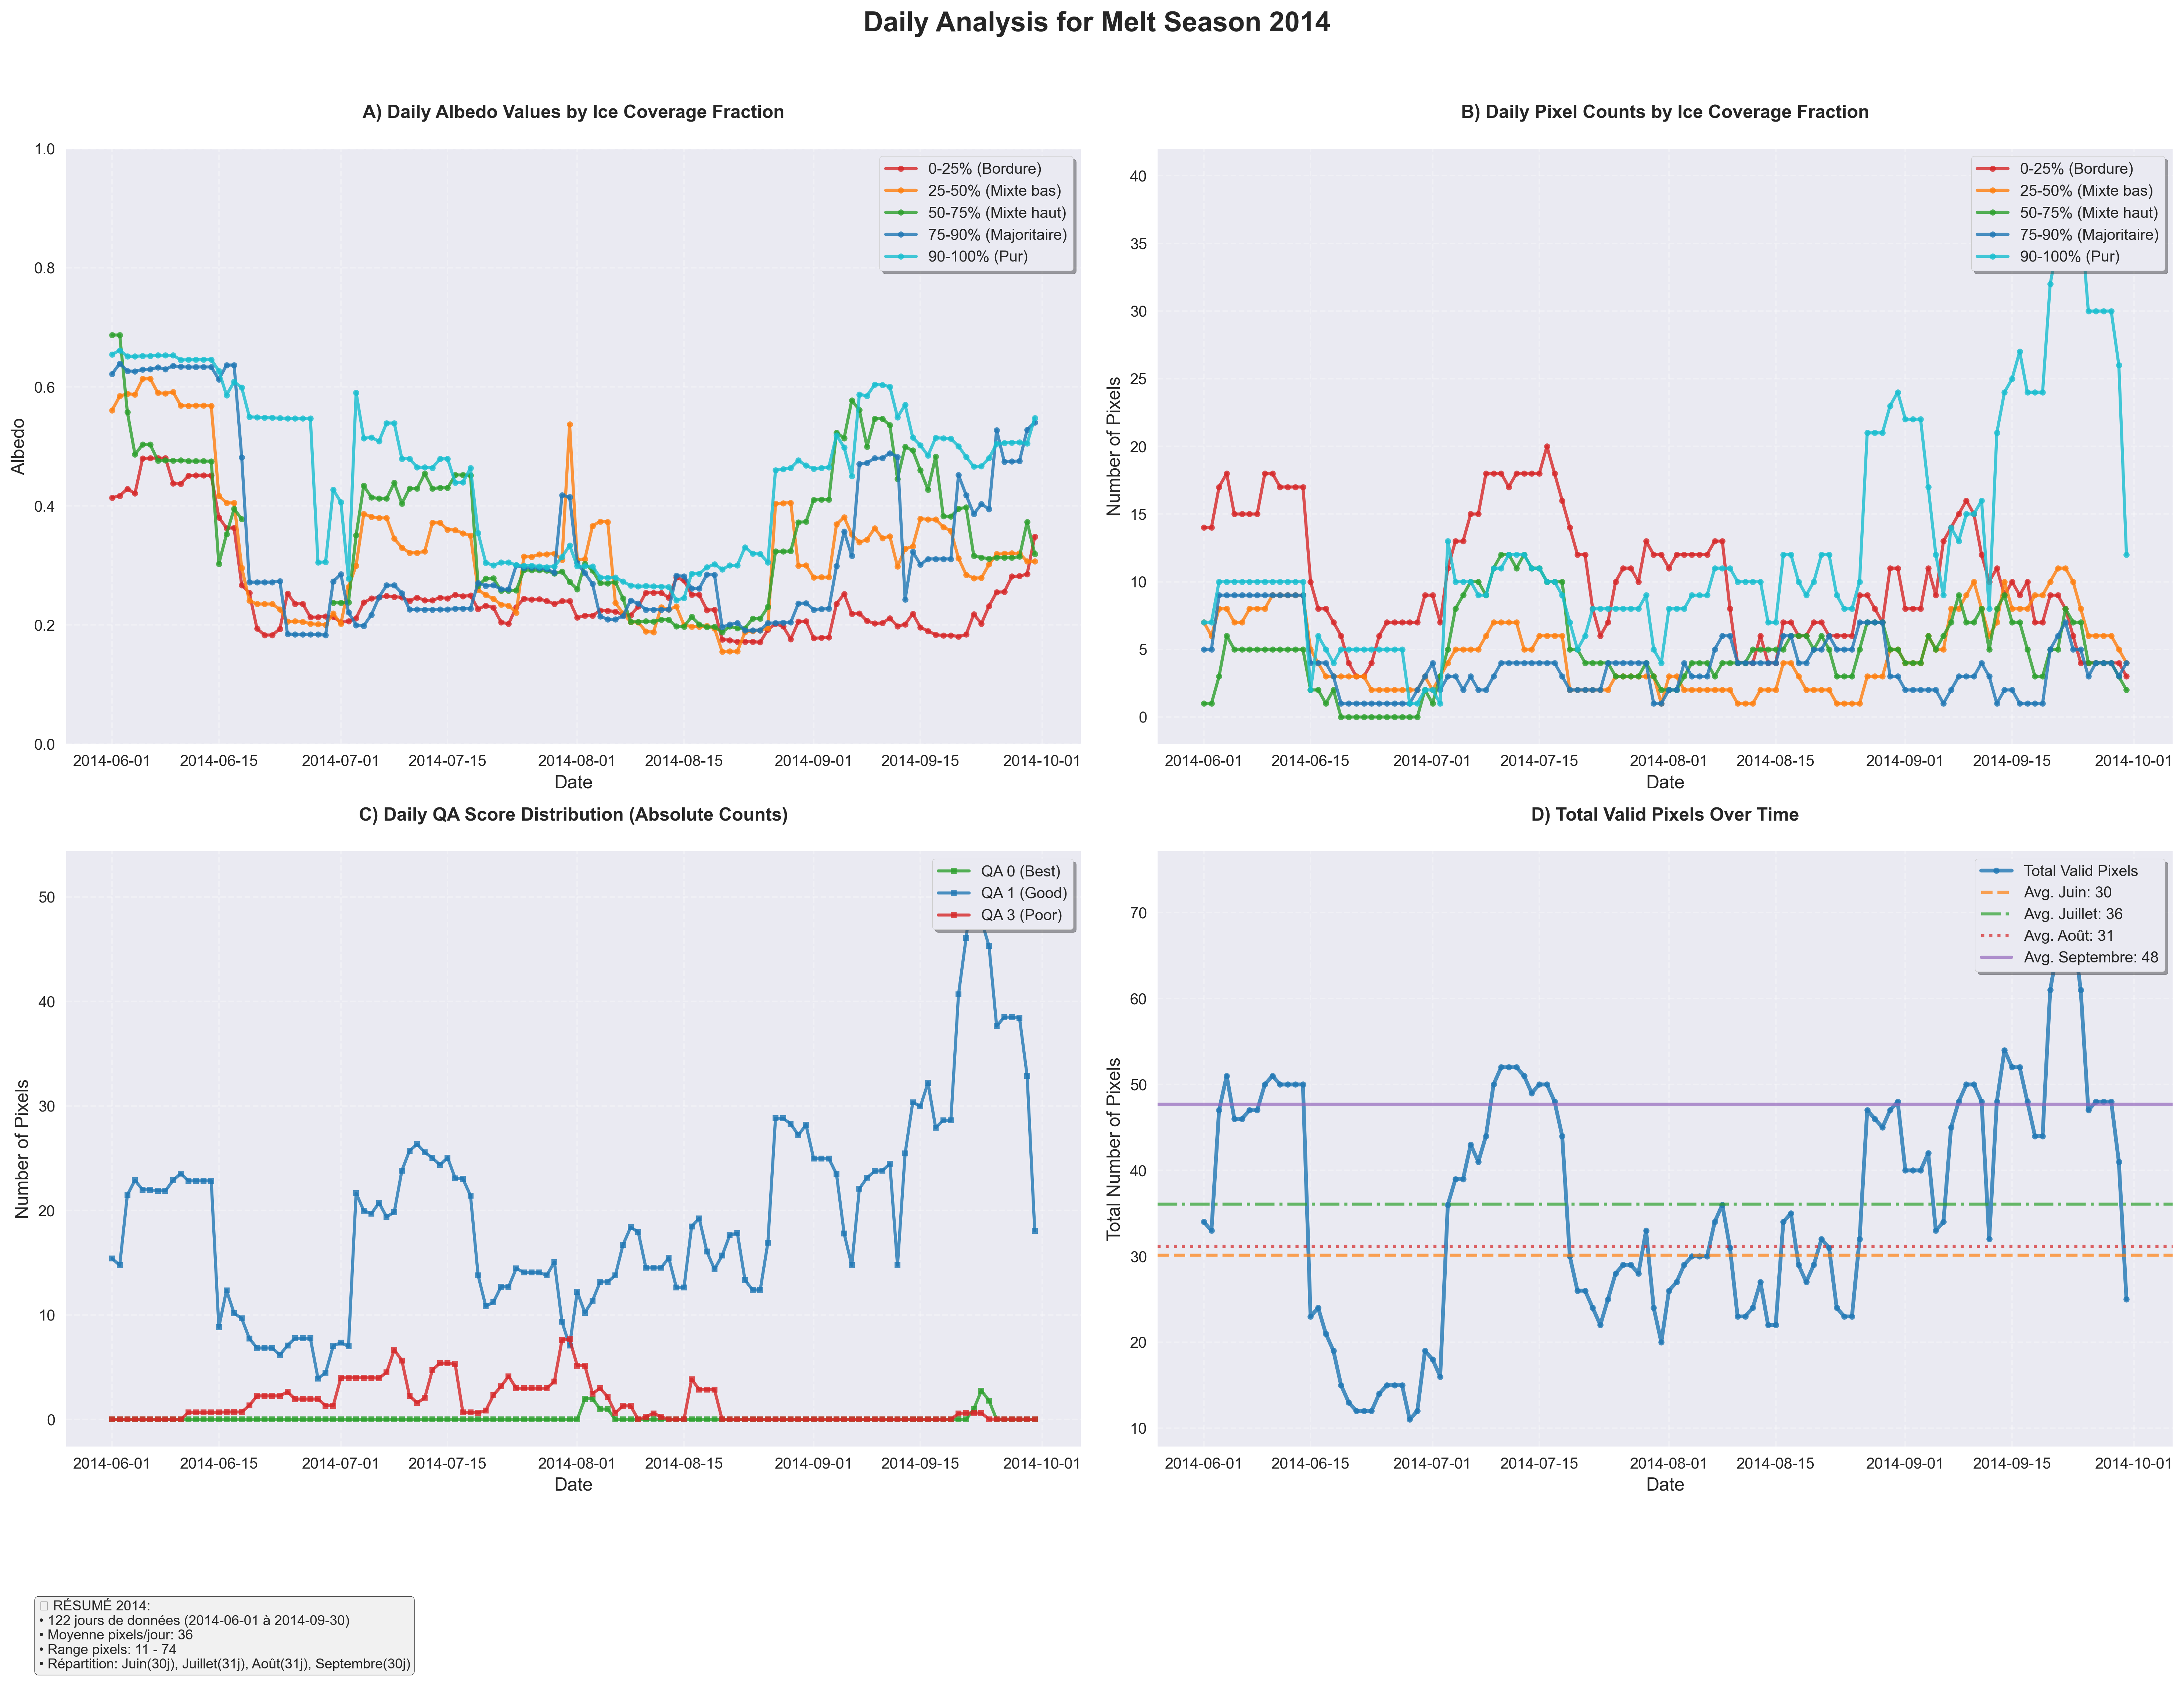 Daily Analysis for Melt Season 2014
A) Daily Albedo Values by Ice Coverage Fraction
1.0
0.8
0.6
0.4
0.2
0.0
Albedo
0-25% (Bordure)
25-50% (Mixte bas)
50-75% (Mixte haut)
75-90% (Majoritaire)
90-100% (Pur)
2014-06-01
2014-06-15
2014-07-01
2014-07-15
2014-08-01
2014-08-15
2014-09-01
2014-09-15
2014-10-01
Date
B) Daily Pixel Counts by Ice Coverage Fraction
40
35
30
25
20
15
10
5
0
Number of Pixels
0-25% (Bordure)
25-50% (Mixte bas)
50-75% (Mixte haut)
75-90% (Majoritaire)
90-100% (Pur)
2014-06-01
2014-06-15
2014-07-01
2014-07-15
2014-08-01
2014-08-15
2014-09-01
2014-09-15
2014-10-01
Date
C) Daily QA Score Distribution (Absolute Counts)
50
40
30
20
10
0
Number of Pixels
QA 0 (Best)
QA 1 (Good)
QA 3 (Poor)
2014-06-01
2014-06-15
2014-07-01
2014-07-15
2014-08-01
2014-08-15
2014-09-01
2014-09-15
2014-10-01
Date
D) Total Valid Pixels Over Time
70
60
50
40
30
20
10
Total Number of Pixels
Total Valid Pixels
Avg. Juin: 30
Avg. Juillet: 36
Avg. Août: 31
Avg. Septembre: 48
2014-06-01
2014-06-15
2014-07-01
2014-07-15
2014-08-01
2014-08-15
2014-09-01
2014-09-15
2014-10-01
Date
RÉSUMÉ 2014:
• 122 jours de données (2014-06-01 à 2014-09-30)
• Moyenne pixels/jour: 36
• Range pixels: 11 - 74
• Répartition: Juin(30j), Juillet(31j), Août(31j), Septembre(30j)